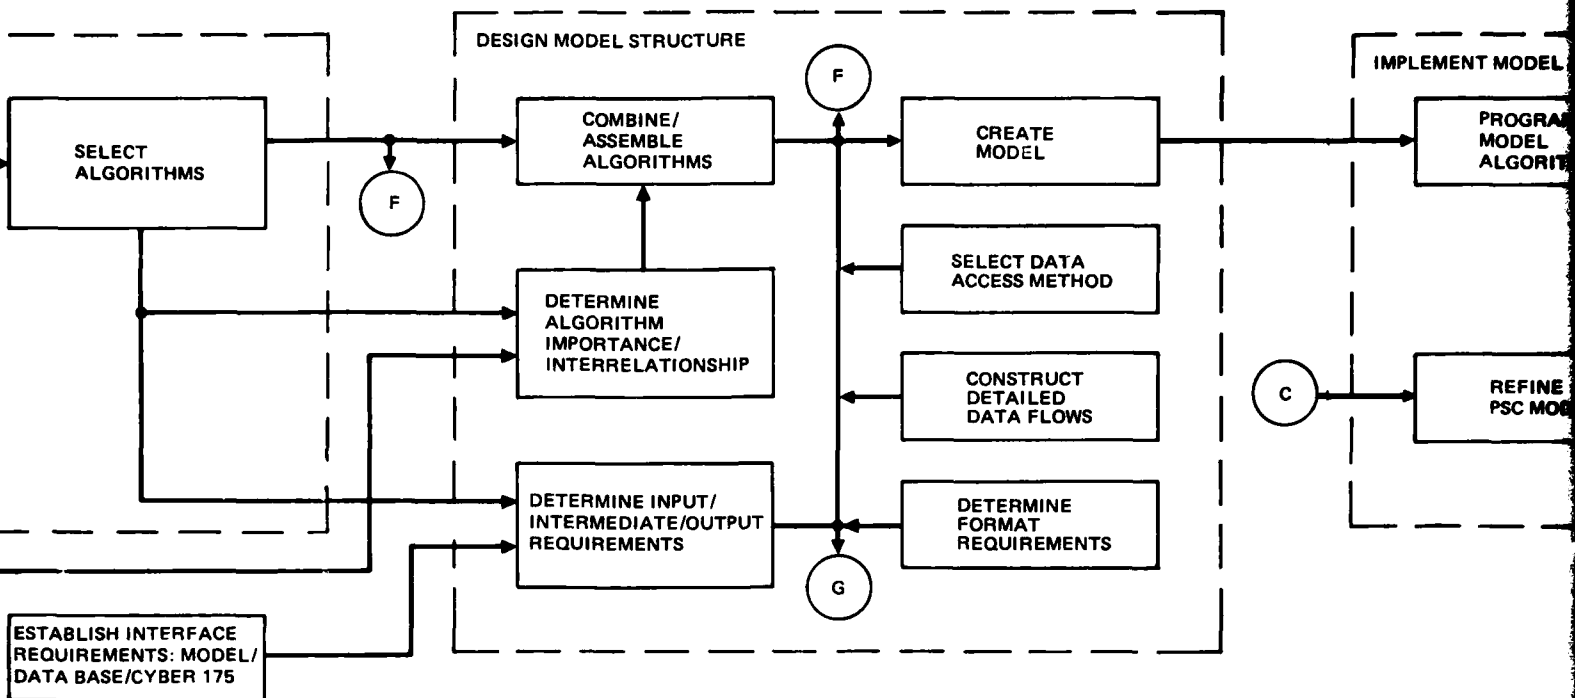 DESIGN MODEL STRUCTURE
IMPLEMENT MODEL
SELECT
ALGORITHMS
F
COMBINE/
ASSEMBLE
ALGORITHMS
F
CREATE
MODEL
MODEL
SELECT DATA
ACCESS METHOD
DETERMINE
ALGORITHM
IMPORTANCE/
INTERRELATIONSHIP
CONSTRUCT
DETAILED
DATA FLOWS
C
REFINE
PSC
DETERMINE INPUT/
INTERMEDIATE/OUTPUT
REQUIREMENTS
DETERMINE
FORMAT
REQUIREMENTS
G
ESTABLISH INTERFACE
REQUIREMENTS: MODEL/
DATA BASE/CYBER 175